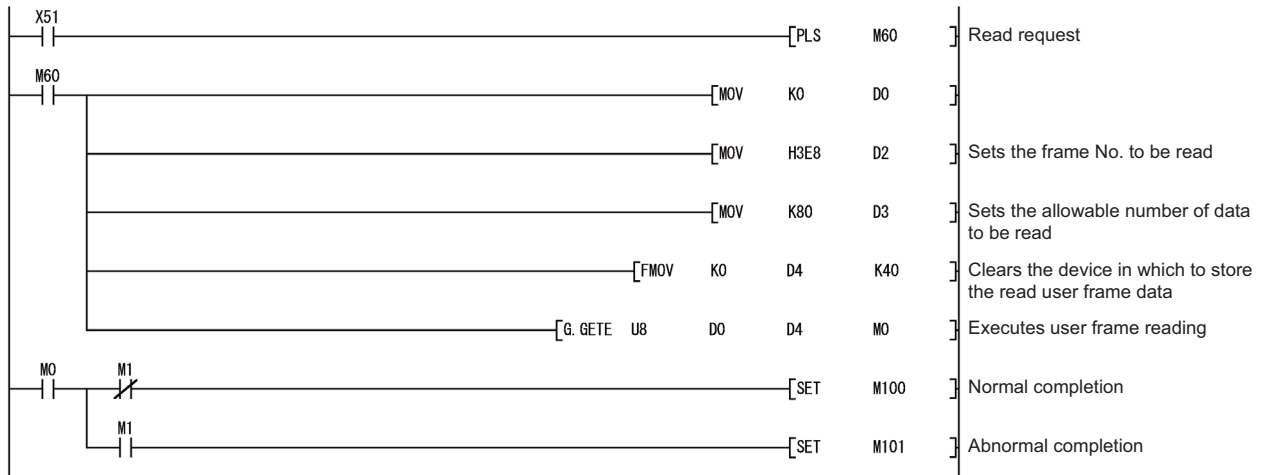 X51
[PLS M60 ] Read request
M60
[MOV K0 D0 ]
[MOV H3E8 D2 ] Sets the frame No. to be read
[MOV K80 D3 ] Sets the allowable number of data
to be read
[FMOV K0 D4 K40 ] Clears the device in which to store
the read user frame data
[G.GETE U8 D0 D4 M0 ] Executes user frame reading
M0 M1
[SET M100 ] Normal completion
M1
[SET M101 ] Abnormal completion